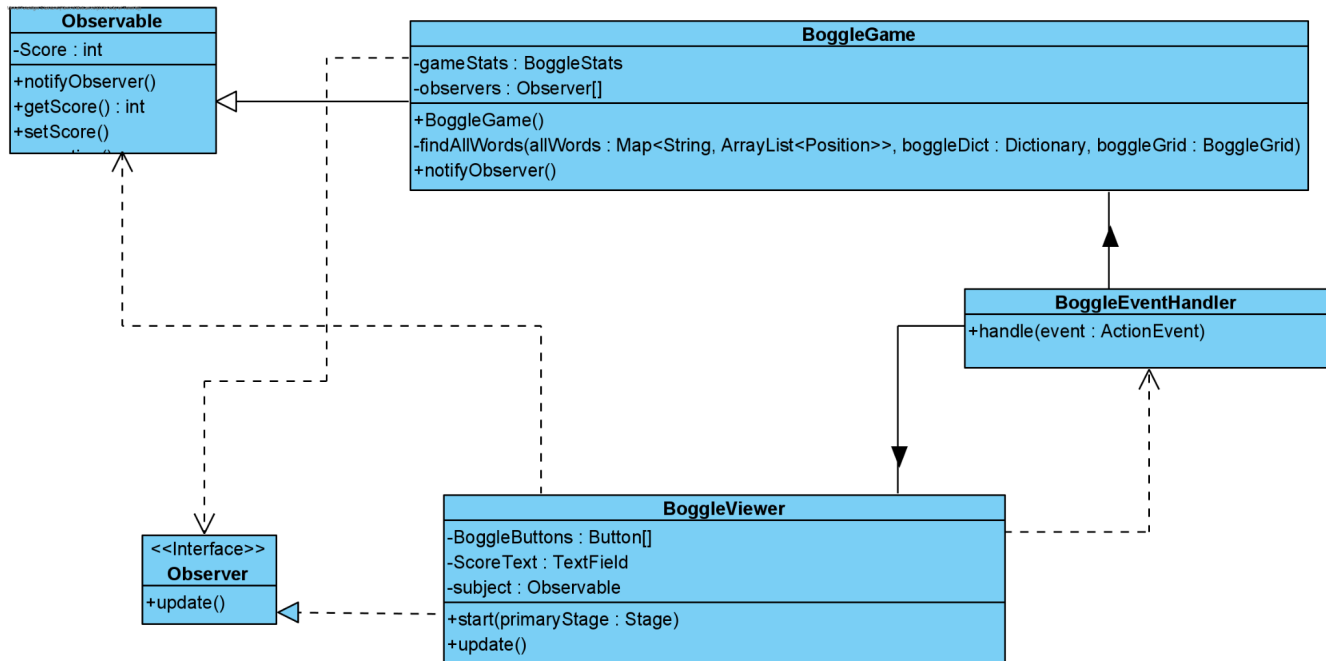 Observable
-Score : int
+notifyObserver()
+getScore() : int
+setScore()
BoggleGame
-gameStats : BoggleStats
-observers : Observer[]
+BoggleGame()
-findAllWords(allWords : Map<String, ArrayList<Position>>, boggleDict : Dictionary, boggleGrid : BoggleGrid)
+notifyObserver()
BoggleEventHandler
+handle(event : ActionEvent)
BoggleViewer
-BoggleButtons : Button[]
-ScoreText : TextField
-subject : Observable
+start(primaryStage : Stage)
+update()
<<Interface>>
Observer
+update()